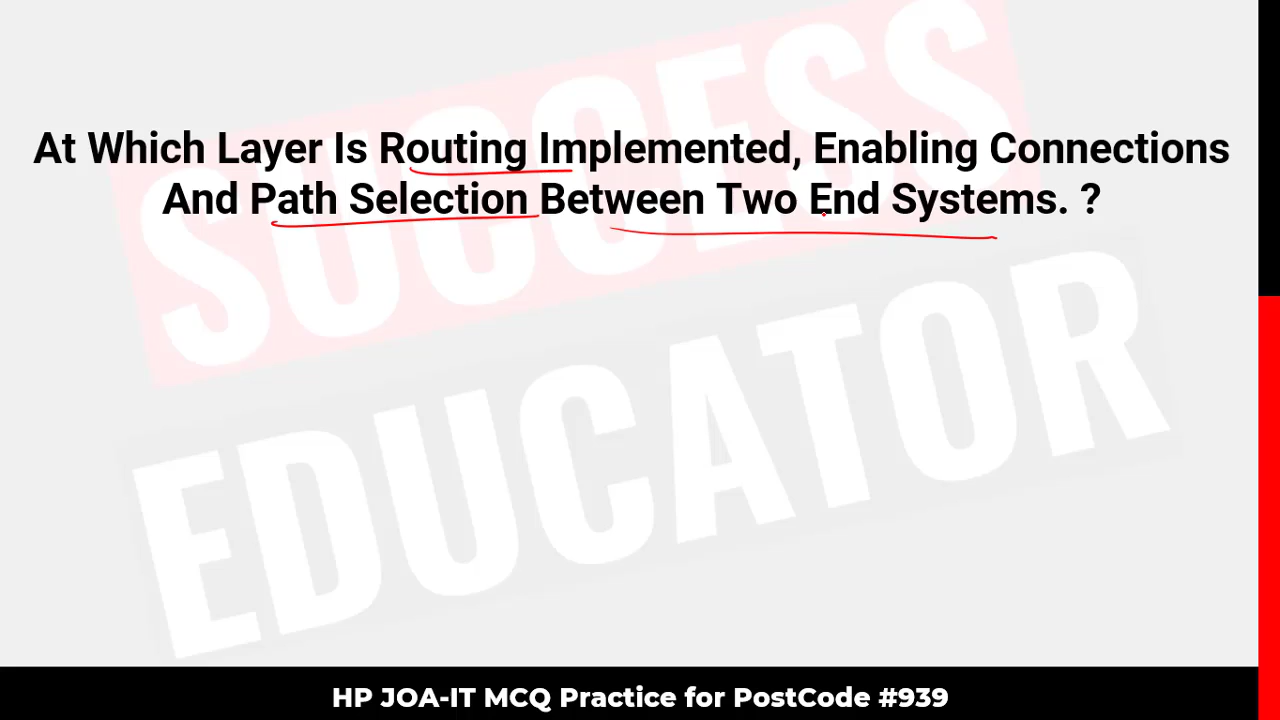 At Which Layer Is Routing Implemented, Enabling Connections
And Path Selection Between Two End Systems. ?
SUCCESS
EDUCATOR
HP JOA-IT MCQ Practice for PostCode #939